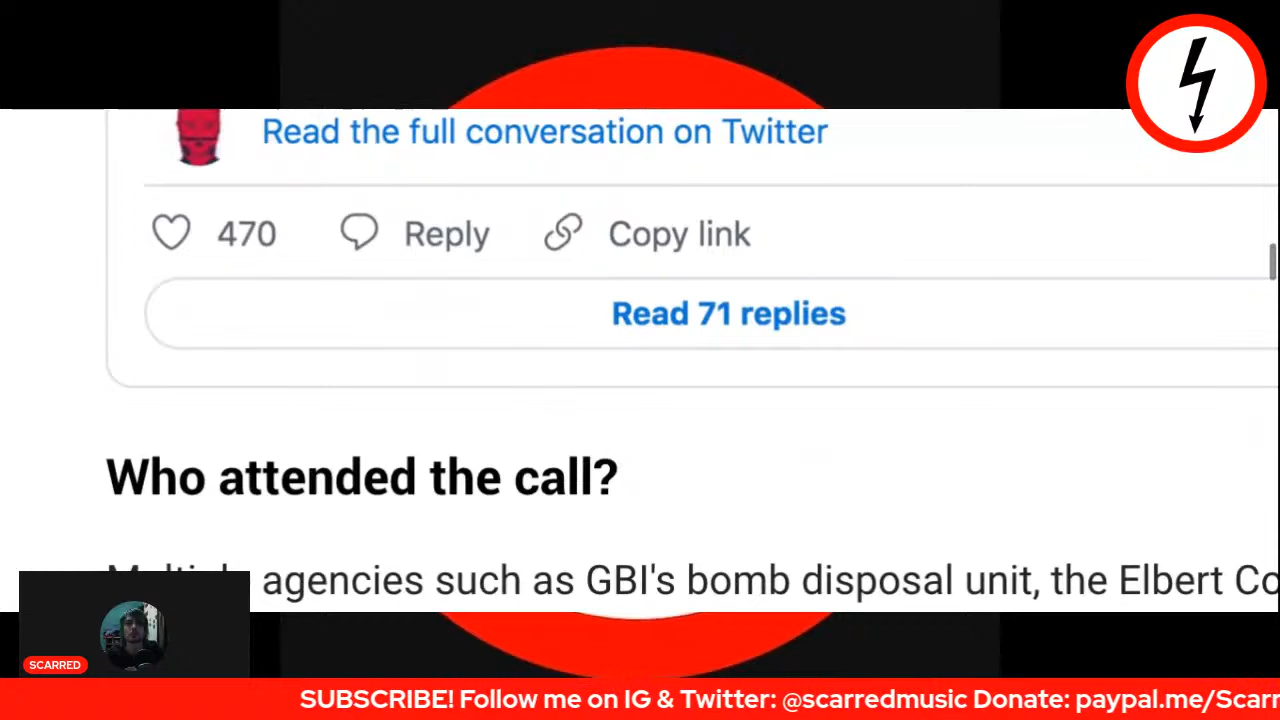 Read the full conversation on Twitter
470 Reply Copy link
Read 71 replies
Who attended the call?
agencies such as GBI's bomb disposal unit, the Elbert Co
SCARRED
SUBSCRIBE! Follow me on IG & Twitter: @scarredmusic Donate: paypal.me/Scarr